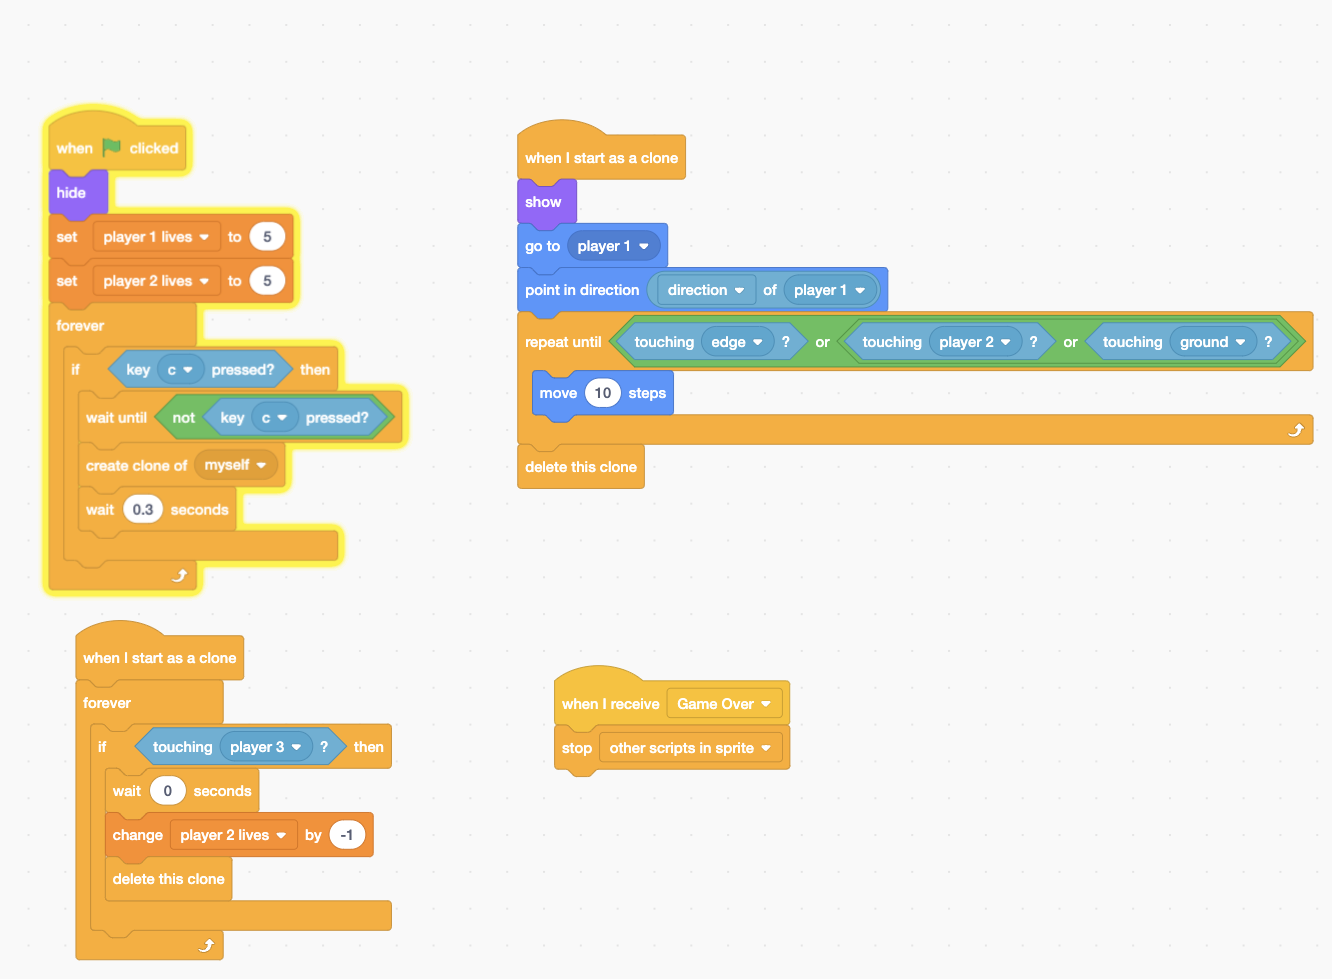 when clicked
hide
set player 1 lives to 5
set player 2 lives to 5
forever
if key c pressed? then
wait until not key c pressed?
create clone of myself
wait 0.3 seconds
when I start as a clone
show
go to player 1
point in direction direction of player 1
repeat until touching edge ? or touching player 2 ? or touching ground ?
move 10 steps
delete this clone
when I start as a clone
forever
if touching player 3 ? then
wait 0 seconds
change player 2 lives by -1
delete this clone
when I receive Game Over
stop other scripts in sprite